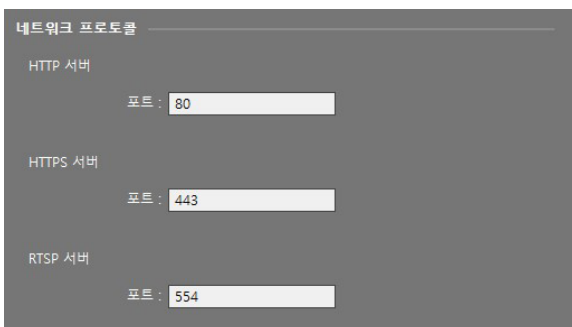 네트워크 프로토콜
HTTP 서버
포트 : 80
HTTPS 서버
포트 : 443
RTSP 서버
포트 : 554